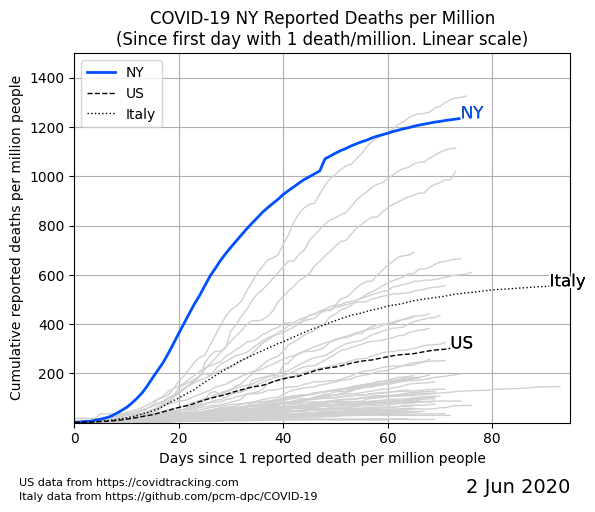 COVID-19 NY Reported Deaths per Million
(Since first day with 1 death/million. Linear scale)
Cumulative reported deaths per million people
1400
1200
1000
800
600
400
200
NY
US
Italy
NY
Italy
US
0
20
40
60
80
Days since 1 reported death per million people
US data from https://covidtracking.com
Italy data from https://github.com/pcm-dpc/COVID-19
2 Jun 2020